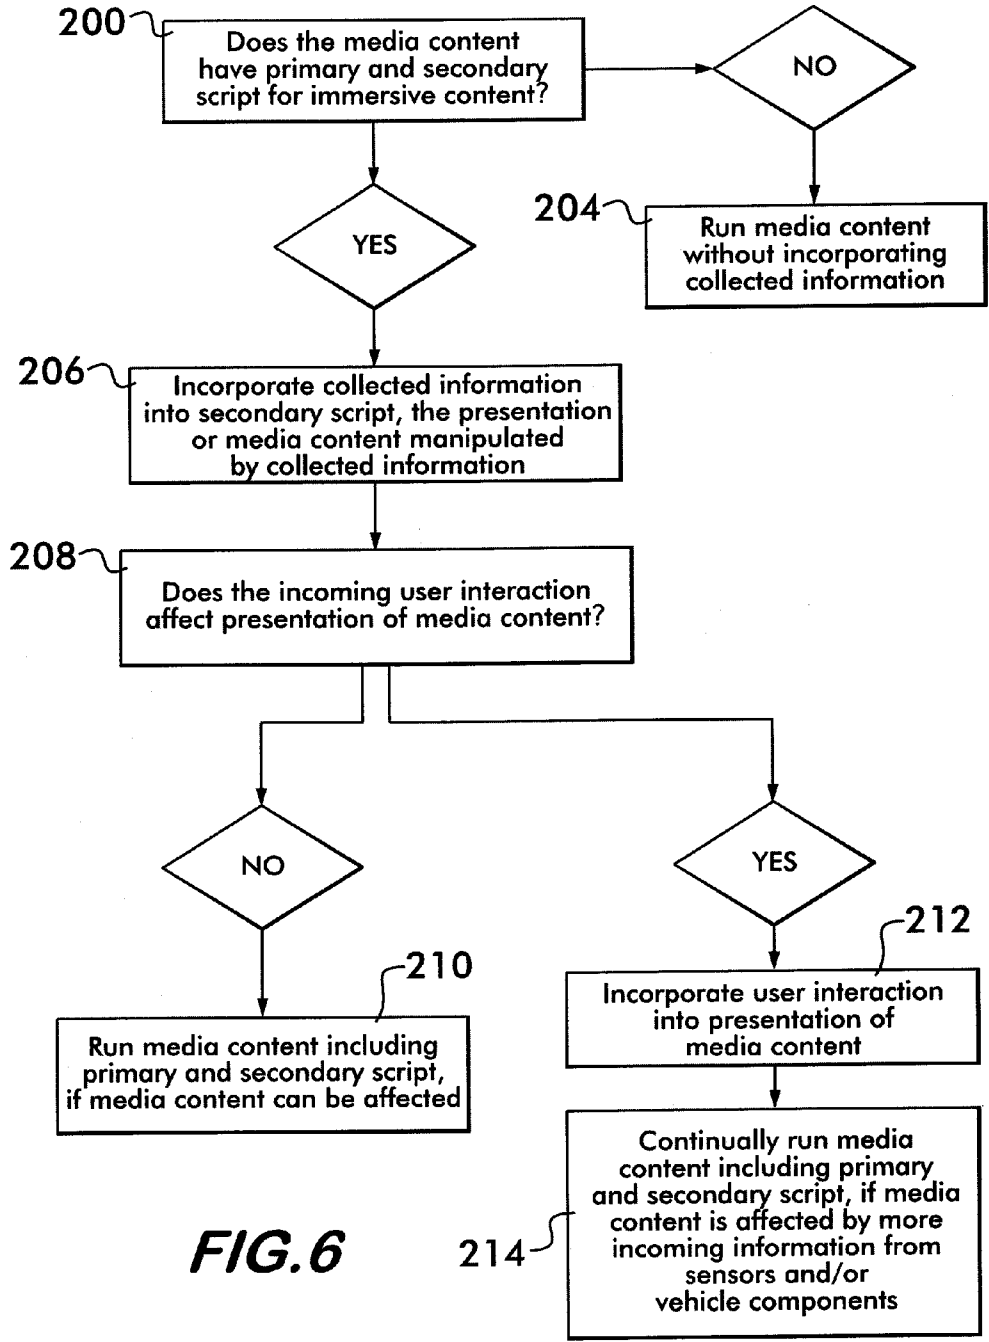 200
Does the media content
have primary and secondary
script for immersive content?
NO
204
Run media content
without incorporating
collected information
YES
206
Incorporate collected information
into secondary script, the presentation
or media content manipulated
by collected information
208
Does the incoming user interaction
affect presentation of media content?
NO
YES
210
Run media content including
primary and secondary script,
if media content can be affected
212
Incorporate user interaction
into presentation of
media content
214
Continually run media
content including primary
and secondary script, if media
content is affected by more
incoming information from
sensors and/or
vehicle components
FIG.6